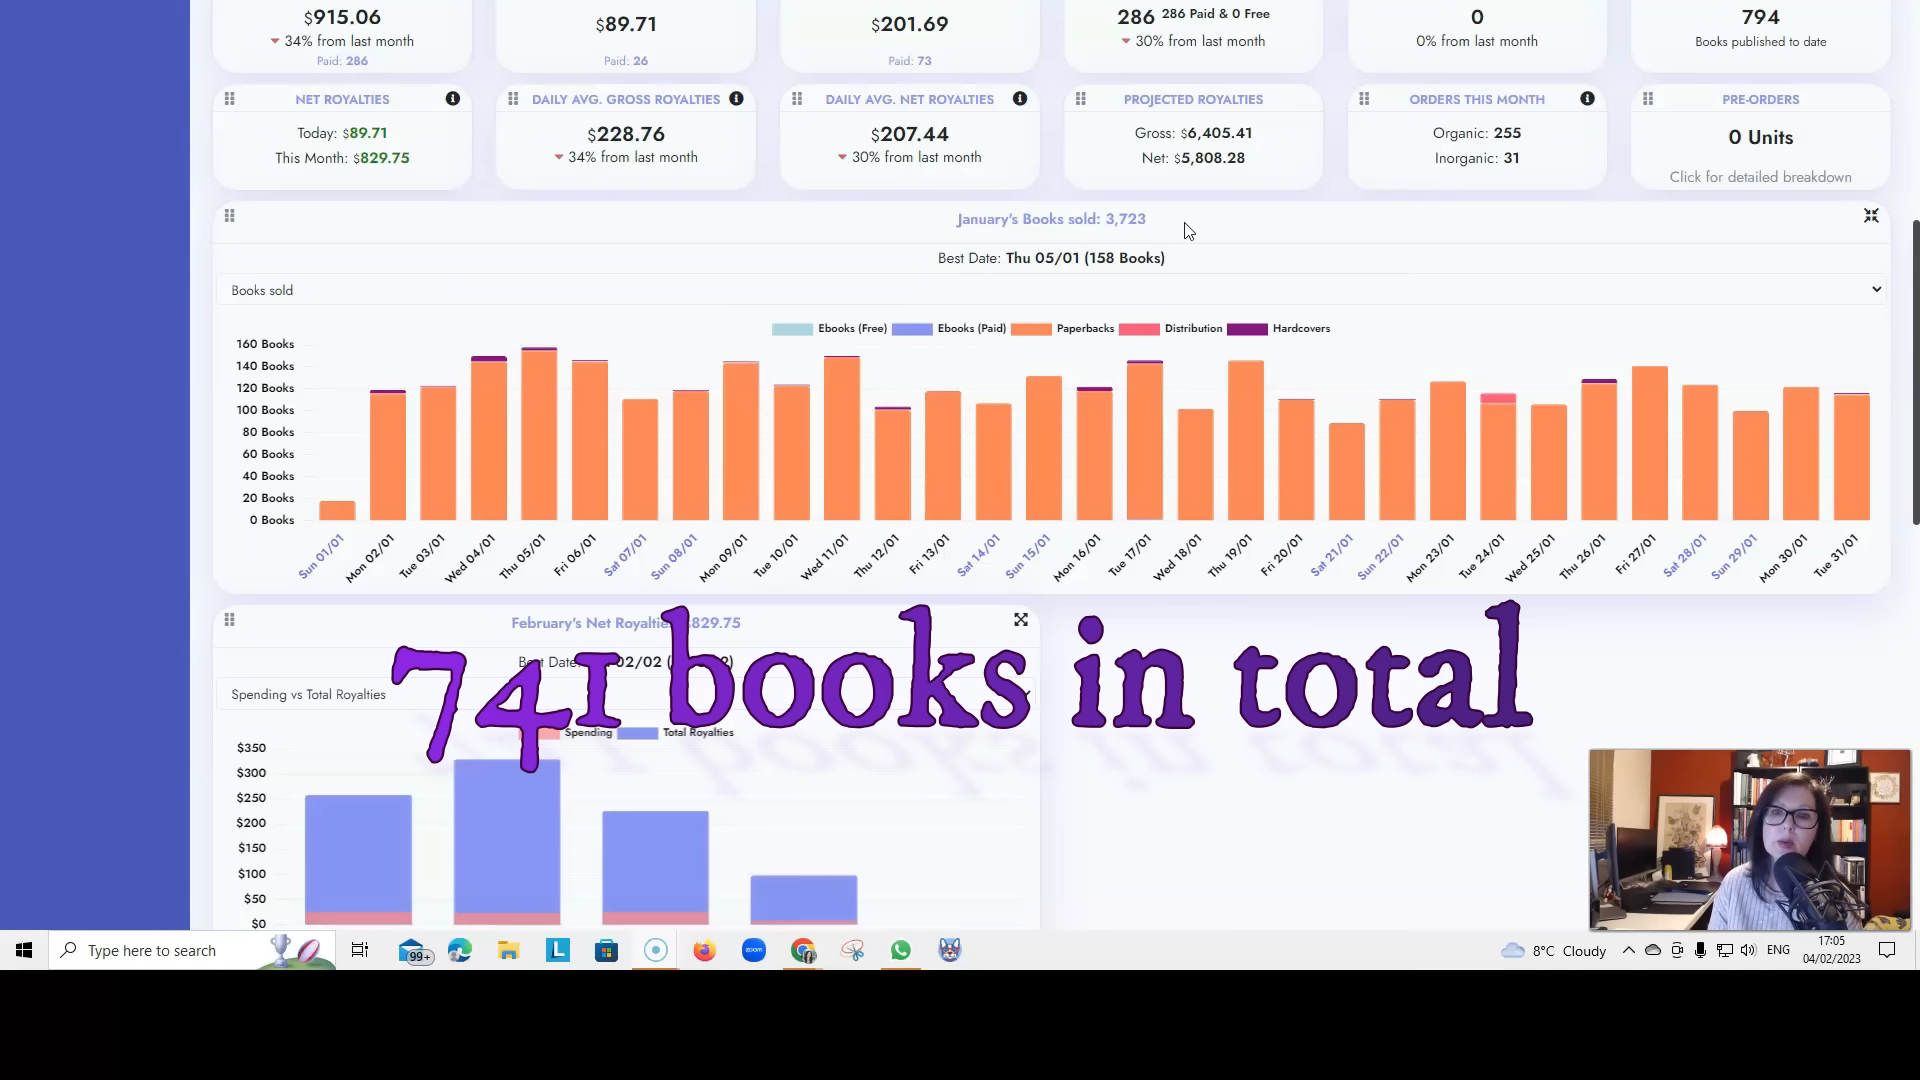 $915.06
34% from last month
Paid: 286
$89.71
Paid: 26
$201.69
Paid: 73
286 286 Paid & 0 Free
30% from last month
0
0% from last month
794
Books published to date
NET ROYALTIES
Today: $89.71
This Month: $829.75
DAILY AVG. GROSS ROYALTIES
$228.76
34% from last month
DAILY AVG. NET ROYALTIES
$207.44
30% from last month
PROJECTED ROYALTIES
Gross: $6,405.41
Net: $5,808.28
ORDERS THIS MONTH
Organic: 255
Inorganic: 31
PRE-ORDERS
0 Units
Click for detailed breakdown
January's Books sold: 3,723
Best Date: Thu 05/01 (158 Books)
Books sold
Ebooks (Free) Ebooks (Paid) Paperbacks Distribution Hardcovers
160 Books
140 Books
120 Books
100 Books
80 Books
60 Books
40 Books
20 Books
0 Books
Sun 01/01 Mon 02/01 Tue 03/01 Wed 04/01 Thu 05/01 Fri 06/01 Sat 07/01 Sun 08/01 Mon 09/01 Tue 10/01 Wed 11/01 Thu 12/01 Fri 13/01 Sat 14/01 Sun 15/01 Mon 16/01 Tue 17/01 Wed 18/01 Thu 19/01 Fri 20/01 Sat 21/01 Sun 22/01 Mon 23/01 Tue 24/01 Wed 25/01 Thu 26/01 Fri 27/01 Sat 28/01 Sun 29/01 Mon 30/01 Tue 31/01
February's Net 829.75
Date: 02/02
741 books in total
Spending vs Total Royalties
Spending Total Royalties
$350
$300
$250
$200
$150
$100
$50
$0
Type here to search
99+
L
zoom
8°C Cloudy
ENG
17:05
04/02/2023